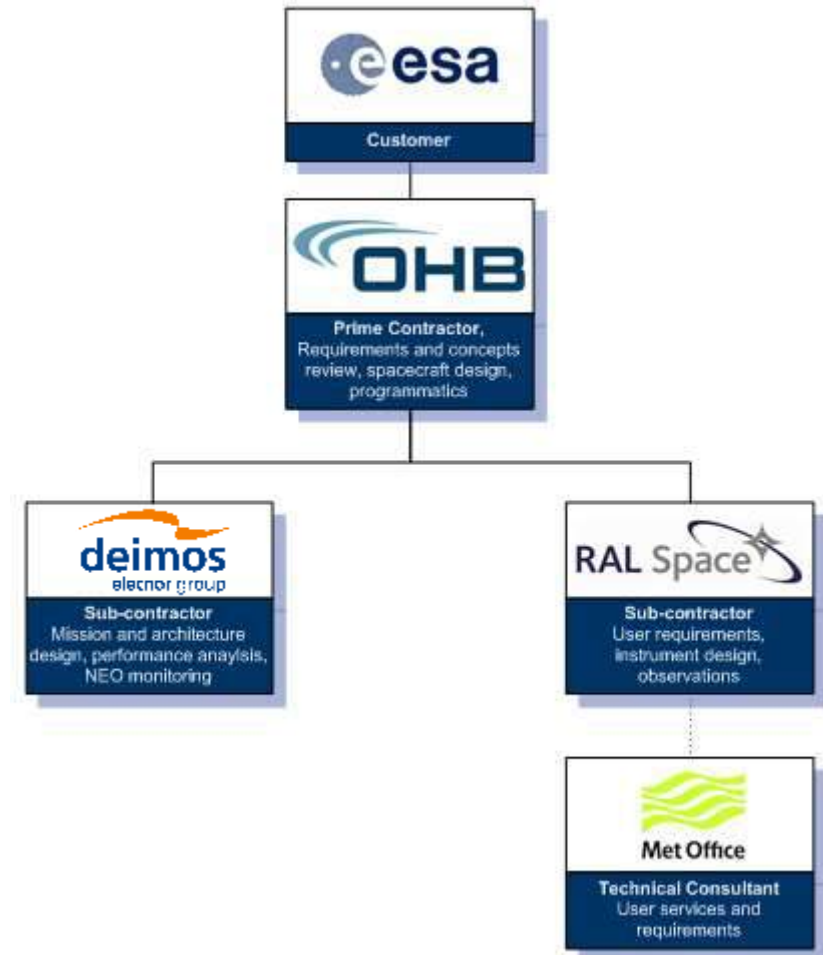 esa
Customer
OHB
Prime Contractor,
Requirements and concepts
review, spacecraft design,
programmatics
deimos
elecnor group
Sub-contractor
Mission and architecture
design, performance anaylsis,
NEO monitoring
RAL Space
Sub-contractor
User requirements,
instrument design,
observations
Met Office
Technical Consultant
User services and
requirements